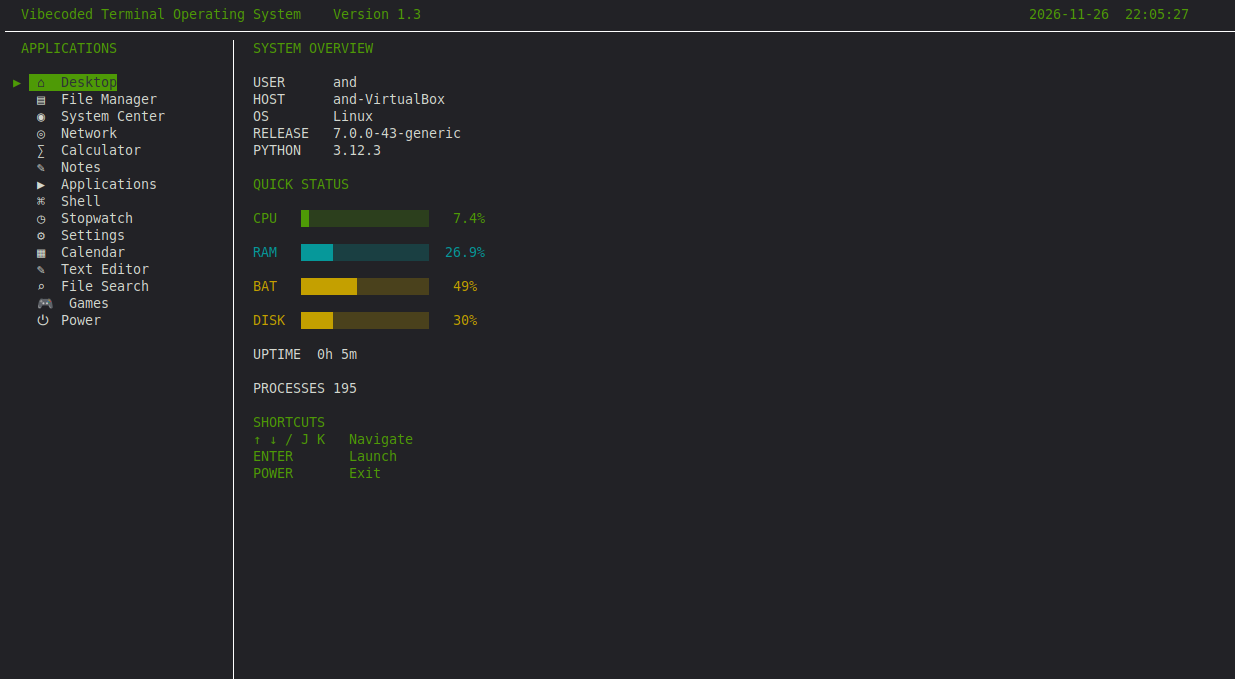 Vibecoded Terminal Operating System    Version 1.3    2026-11-26  22:05:27
APPLICATIONS
▶ ⌂ Desktop
▤ File Manager
◉ System Center
◎ Network
∑ Calculator
✎ Notes
▶ Applications
⌘ Shell
◷ Stopwatch
⚙ Settings
▦ Calendar
✎ Text Editor
⌕ File Search
🎮 Games
⏻ Power
SYSTEM OVERVIEW
USER      and
HOST      and-VirtualBox
OS        Linux
RELEASE   7.0.0-43-generic
PYTHON    3.12.3
QUICK STATUS
CPU 7.4%
RAM 26.9%
BAT 49%
DISK 30%
UPTIME  0h 5m
PROCESSES 195
SHORTCUTS
↑ ↓ / J K   Navigate
ENTER       Launch
POWER       Exit